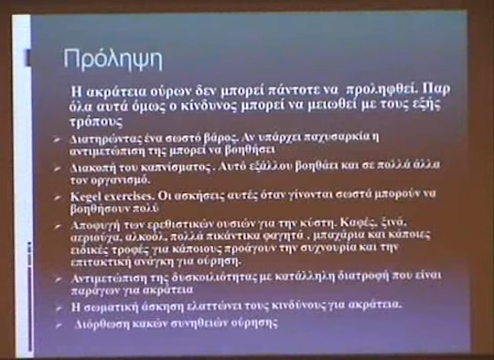 Πρόληψη
Η ακράτεια ούρων δεν μπορεί πάντοτε να προληφθεί. Παρ
όλα αυτά όμως ο κίνδυνος μπορεί να μειωθεί με τους εξής
τρόπους
Διατηρώντας ένα σωστό βάρος. Αν υπάρχει παχυσαρκία η
αντιμετώπιση της μπορεί να βοηθήσει
Διακοπή του καπνίσματος . Αυτό εξάλλου βοηθάει και σε πολλά άλλα
τον οργανισμό.
Kegel exercises. Οι ασκήσεις αυτές όταν γίνονται σωστά μπορούν να
βοηθήσουν πολύ
Αποφυγή των ερεθιστικών ουσιών για την κύστη. Καφές, ξινά,
αεριούχα, αλκοόλ, πολλά πικάντικα φαγητά , μπαχάρια και κάποιες
ειδικές τροφές για κάποιους προάγουν την συχνουρία και την
επιτακτική ανάγκη για ούρηση.
Αντιμετώπιση της δυσκοιλιότητας με κατάλληλη διατροφή που είναι
παράγων για ακράτεια
Η σωματική άσκηση ελαττώνει τους κινδύνους για ακράτεια.
Διόρθωση κακών συνηθειών ούρησης